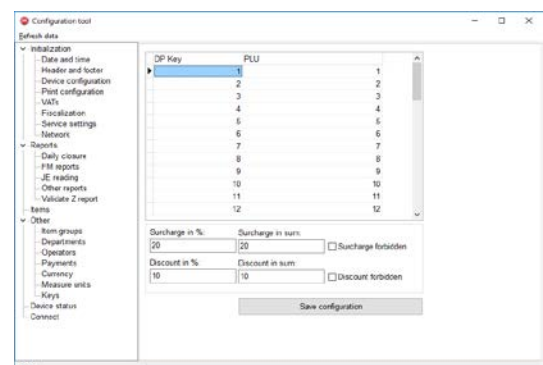 Configuration tool
Refresh data
Initialization
Date and time
Header and footer
Device configuration
Print configuration
VATs
Fiscalization
Service settings
Network
Reports
Daily closure
FM reports
JE reading
Other reports
Validate Z report
Items
Other
Item groups
Departments
Operators
Payments
Currency
Measure units
Keys
Device status
Connect
DP Key PLU
1 1
2 2
3 3
4 4
5 5
6 6
7 7
8 8
9 9
10 10
11 11
12 12
Surcharge in %: Surcharge in sum:
20 20 Surcharge forbidden
Discount in %: Discount in sum:
10 10 Discount forbidden
Save configuration